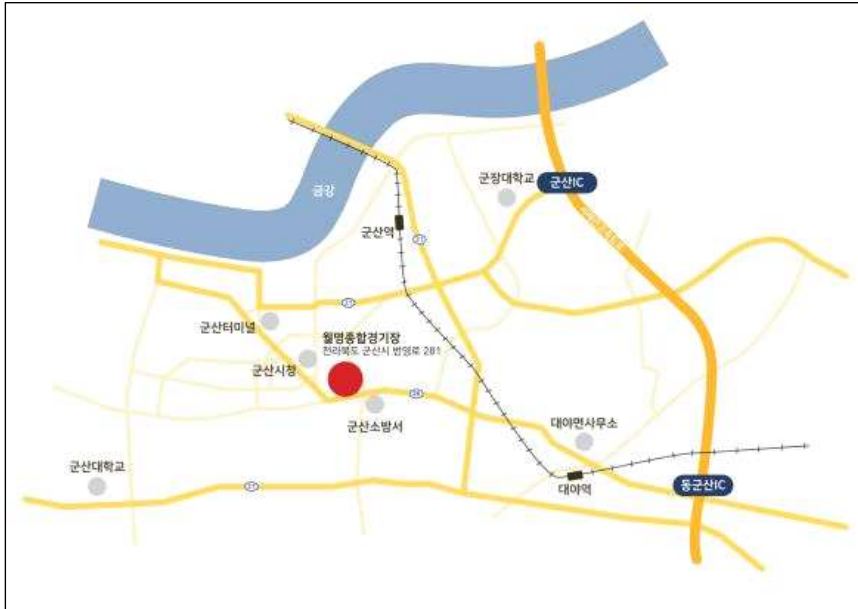 금강
군장대학교
군산IC
군산역
21
군산터미널
월명종합경기장
전라북도 군산시 번영로 281
군산시청
군산소방서
26
대야면사무소
군산대학교
대야역
동군산IC